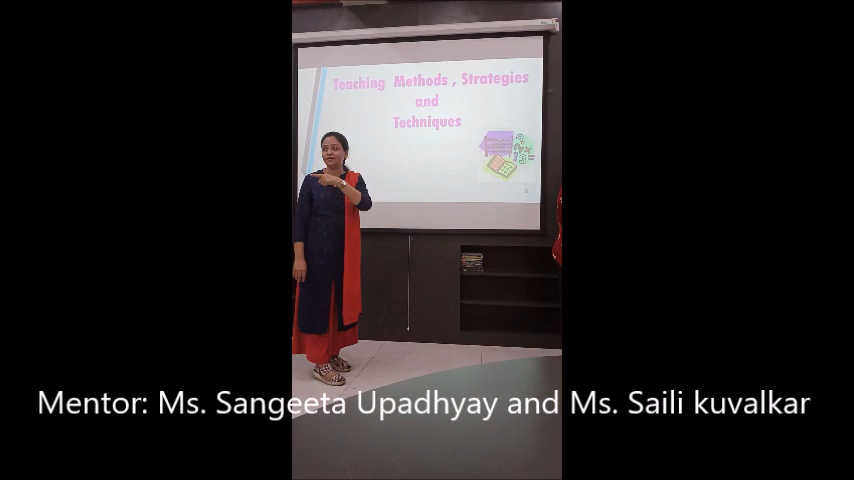 Teaching Methods , Strategies
and
Techniques
Mentor: Ms. Sangeeta Upadhyay and Ms. Saili kuvalkar